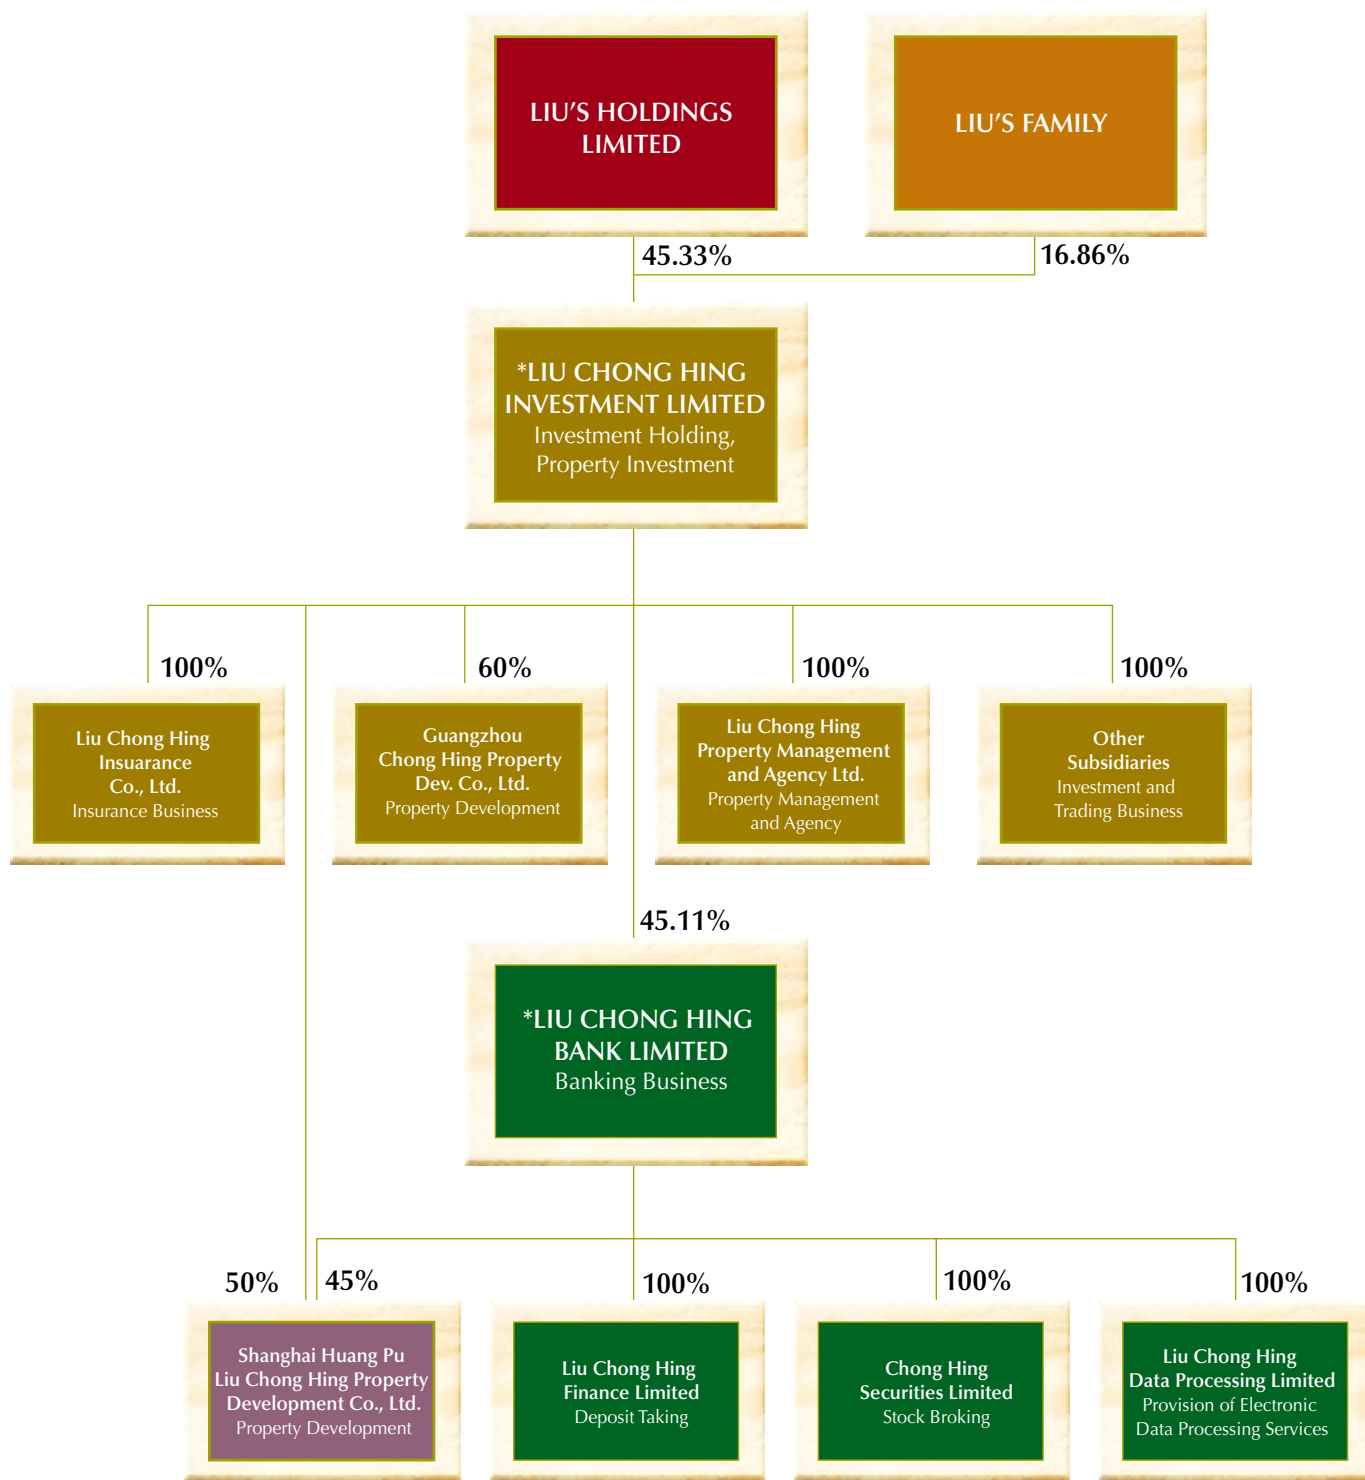 LIU’S HOLDINGS
LIMITED
LIU’S FAMILY
45.33%
16.86%
*LIU CHONG HING
INVESTMENT LIMITED
Investment Holding,
Property Investment
100%
60%
100%
100%
Liu Chong Hing
Insuarance
Co., Ltd.
Insurance Business
Guangzhou
Chong Hing Property
Dev. Co., Ltd.
Property Development
Liu Chong Hing
Property Management
and Agency Ltd.
Property Management
and Agency
Other
Subsidiaries
Investment and
Trading Business
45.11%
*LIU CHONG HING
BANK LIMITED
Banking Business
50%
45%
100%
100%
100%
Shanghai Huang Pu
Liu Chong Hing Property
Development Co., Ltd.
Property Development
Liu Chong Hing
Finance Limited
Deposit Taking
Chong Hing
Securities Limited
Stock Broking
Liu Chong Hing
Data Processing Limited
Provision of Electronic
Data Processing Services